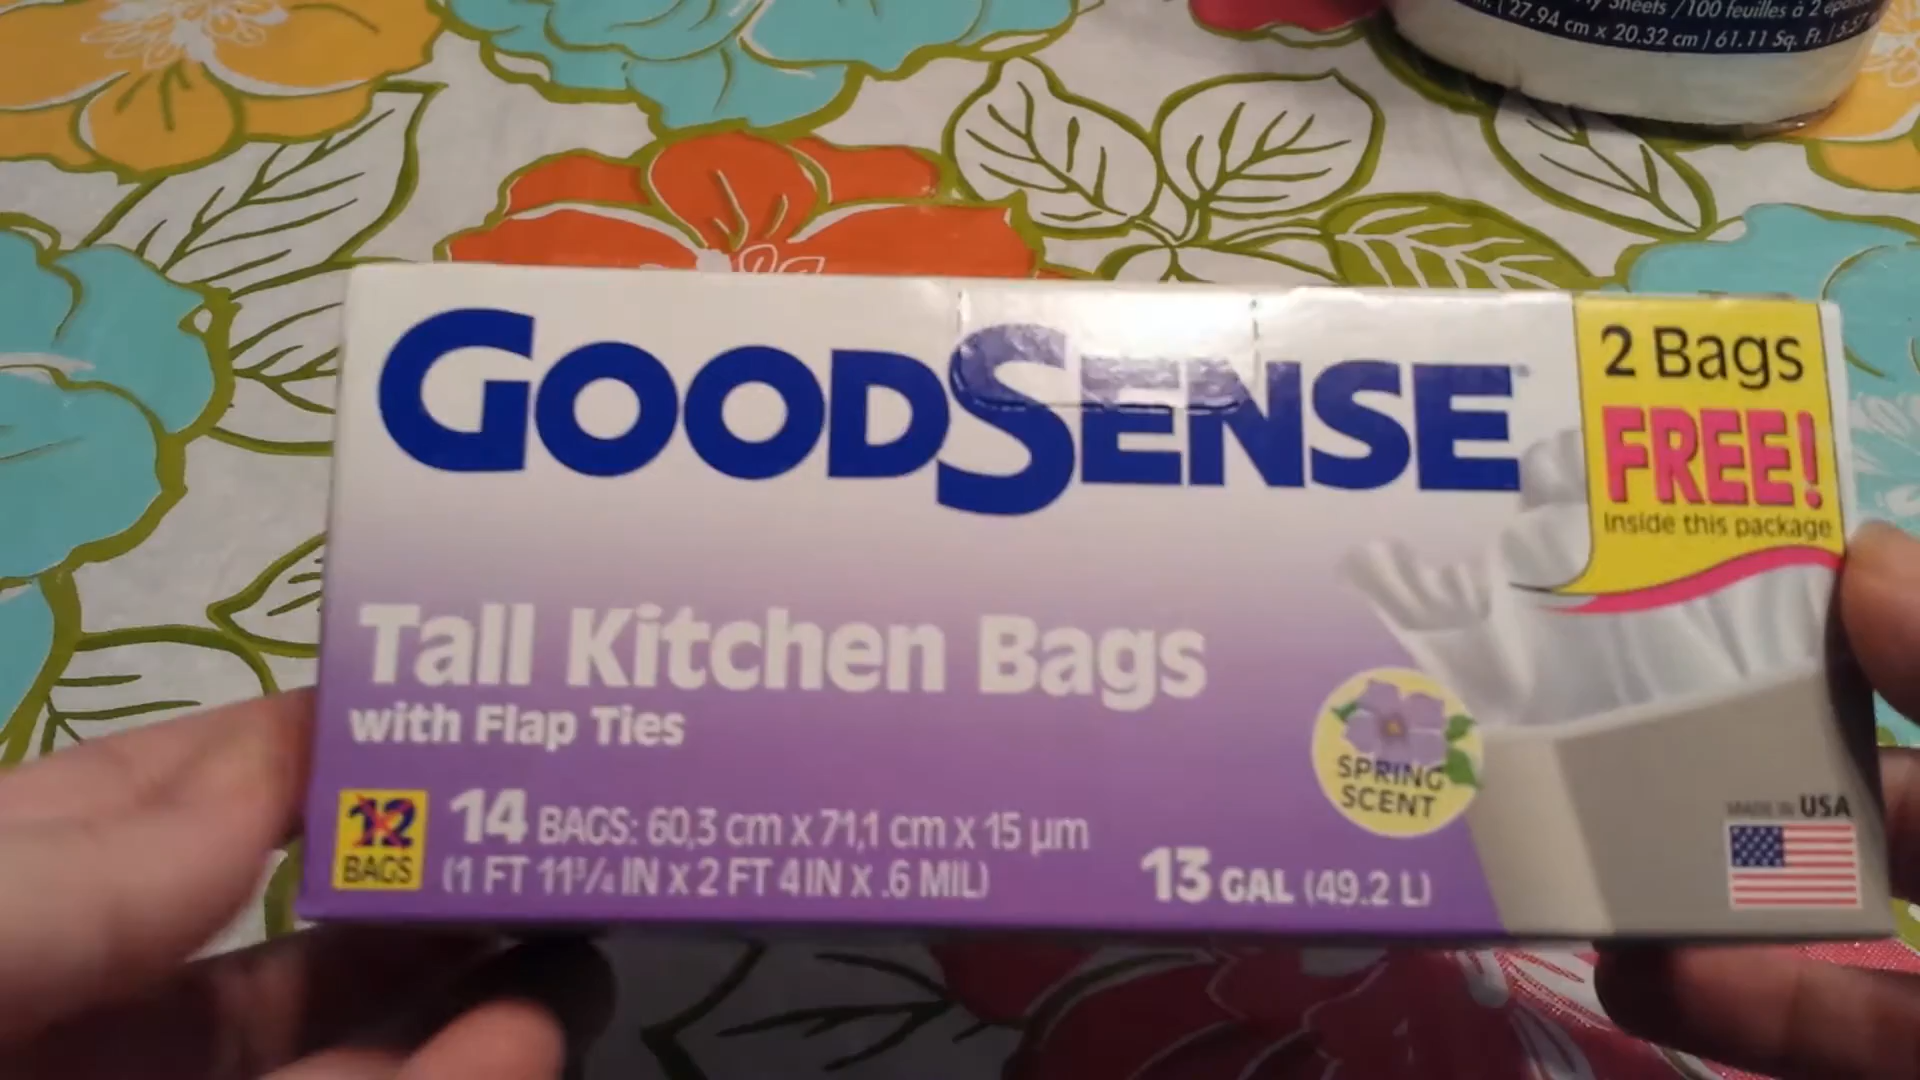 Sheets / 100 feuilles à 2
27.94 cm x 20.32 cm | 61.11 Sq. Ft. |
GOODSENSE
2 Bags
FREE!
Inside this package
Tall Kitchen Bags
with Flap Ties
SPRING
SCENT
12
BAGS
14 BAGS: 60,3 cm x 71,1 cm x 15 µm
(1 FT 11¾ IN X 2 FT 4 IN X .6 MIL)
13 GAL (49.2 L)
MADE IN USA